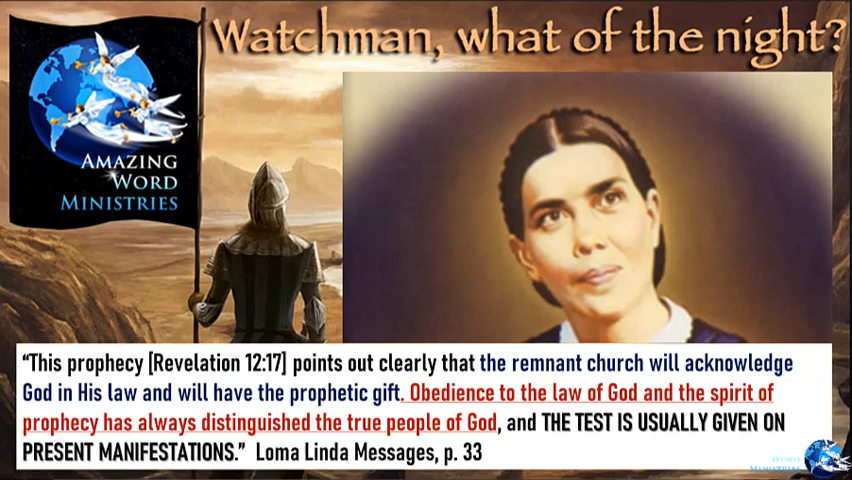 Watchman, what of the night?
AMAZING
WORD
MINISTRIES
“This prophecy [Revelation 12:17] points out clearly that the remnant church will acknowledge
God in His law and will have the prophetic gift. Obedience to the law of God and the spirit of
prophecy has always distinguished the true people of God, and THE TEST IS USUALLY GIVEN ON
PRESENT MANIFESTATIONS.” Loma Linda Messages, p. 33
WORD
MINISTRIES